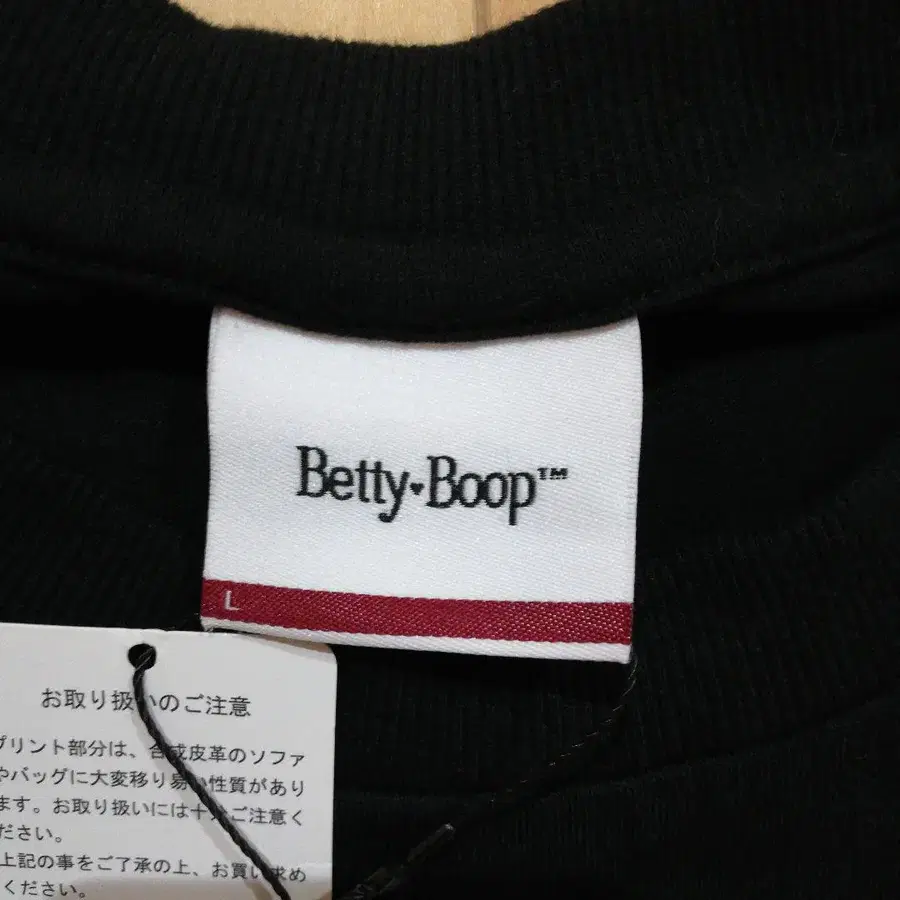 Betty♥Boop™
L
お取り扱いのご注意
プリント部分は、合成皮革のソファ
やバッグに大変移り易い性質があり
ます。お取り扱いには十分ご注意く
ださい。
上記の事をご了承の上、お買い求め
ください。